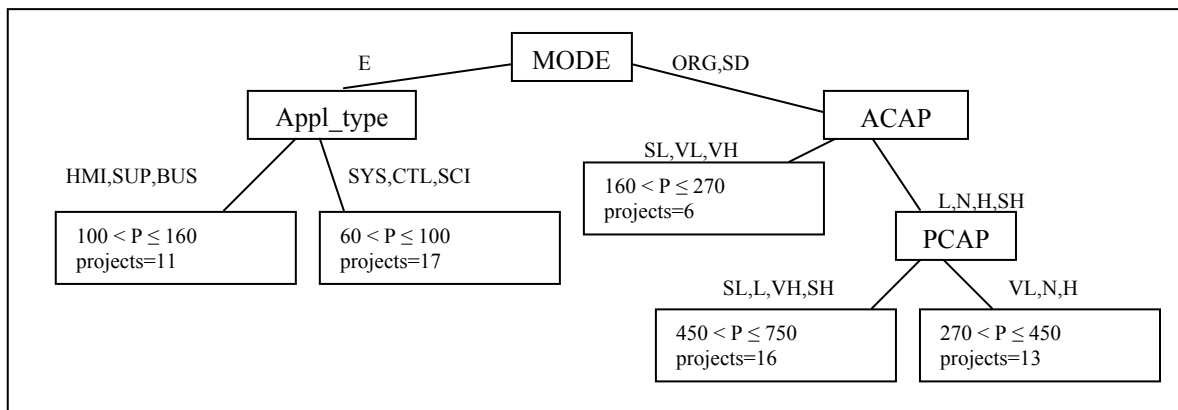 MODE
E
ORG,SD
Appl_type
ACAP
HMI,SUP,BUS
SYS,CTL,SCI
SL,VL,VH
L,N,H,SH
100 < P ≤ 160
projects=11
60 < P ≤ 100
projects=17
160 < P ≤ 270
projects=6
PCAP
SL,L,VH,SH
VL,N,H
450 < P ≤ 750
projects=16
270 < P ≤ 450
projects=13